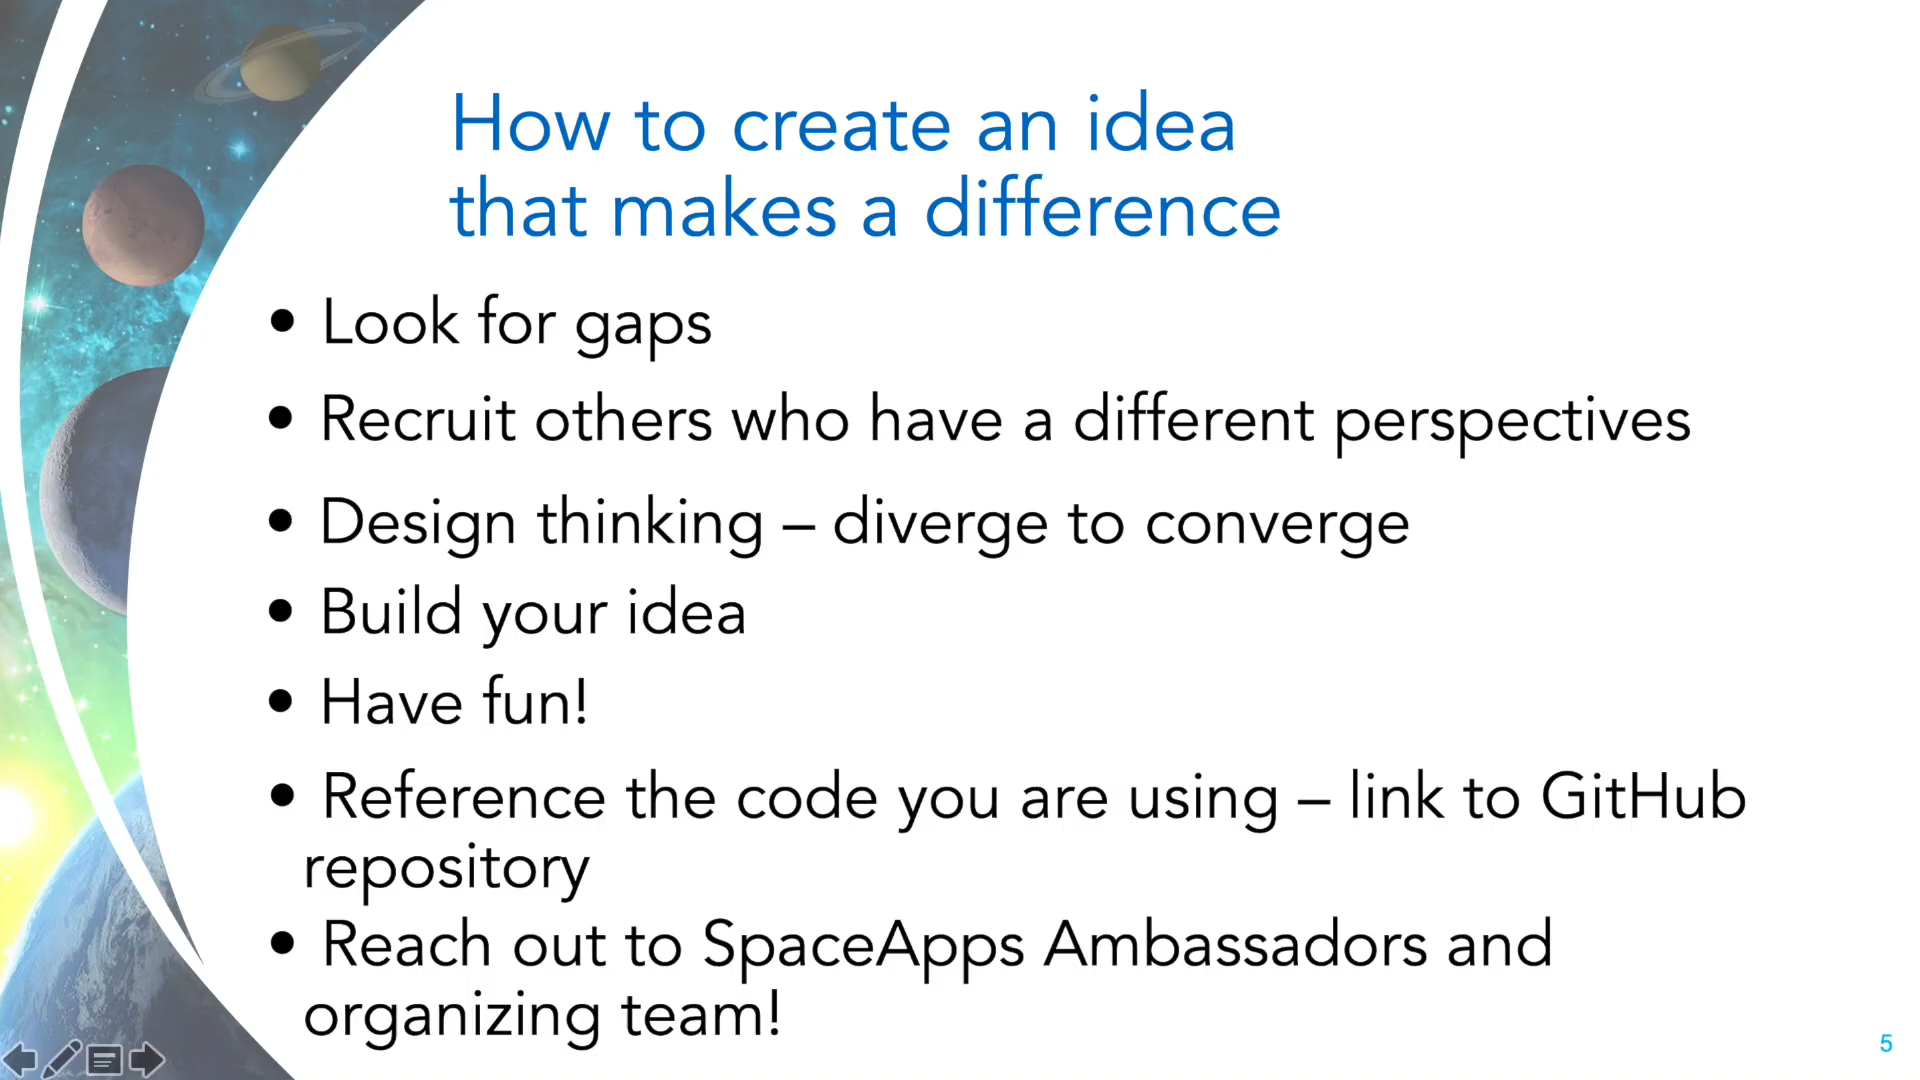 How to create an idea
that makes a difference
• Look for gaps
• Recruit others who have a different perspectives
• Design thinking – diverge to converge
• Build your idea
• Have fun!
• Reference the code you are using – link to GitHub
repository
• Reach out to SpaceApps Ambassadors and
organizing team!
5